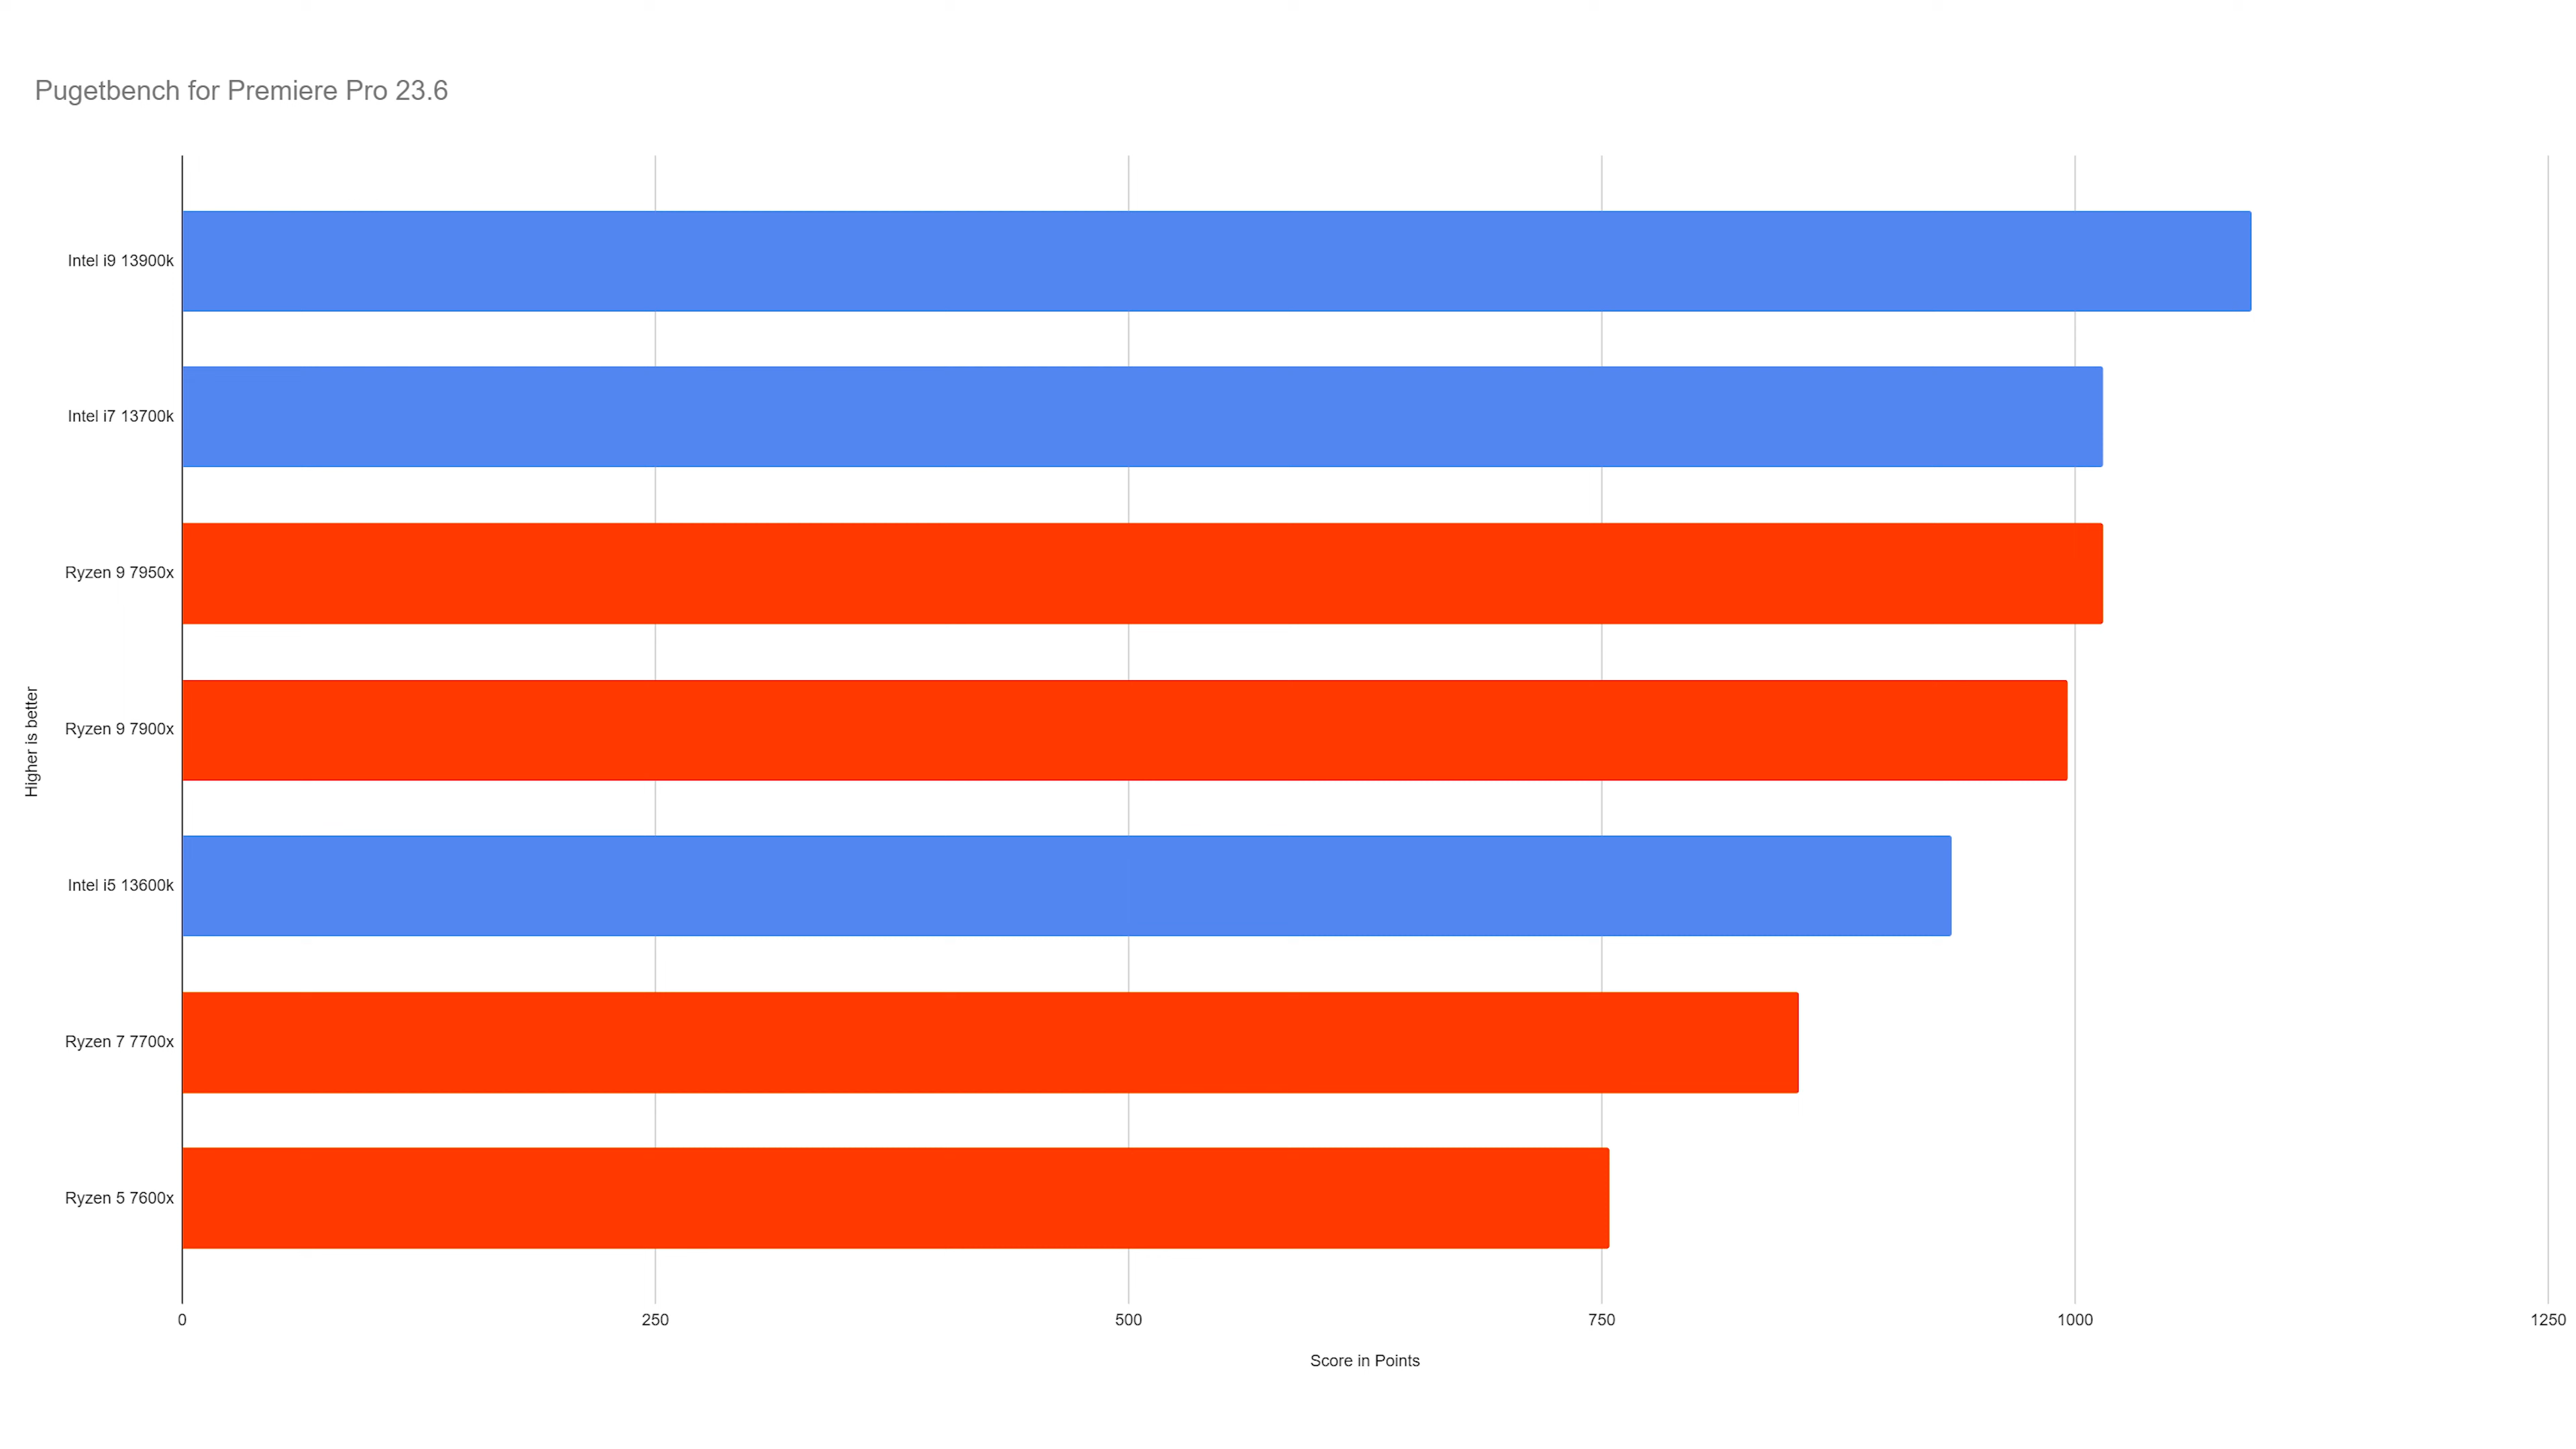 Pugetbench for Premiere Pro 23.6
Intel i9 13900k
Intel i7 13700k
Ryzen 9 7950x
Ryzen 9 7900x
Intel i5 13600k
Ryzen 7 7700x
Ryzen 5 7600x
Higher is better
0 250 500 750 1000 1250
Score in Points